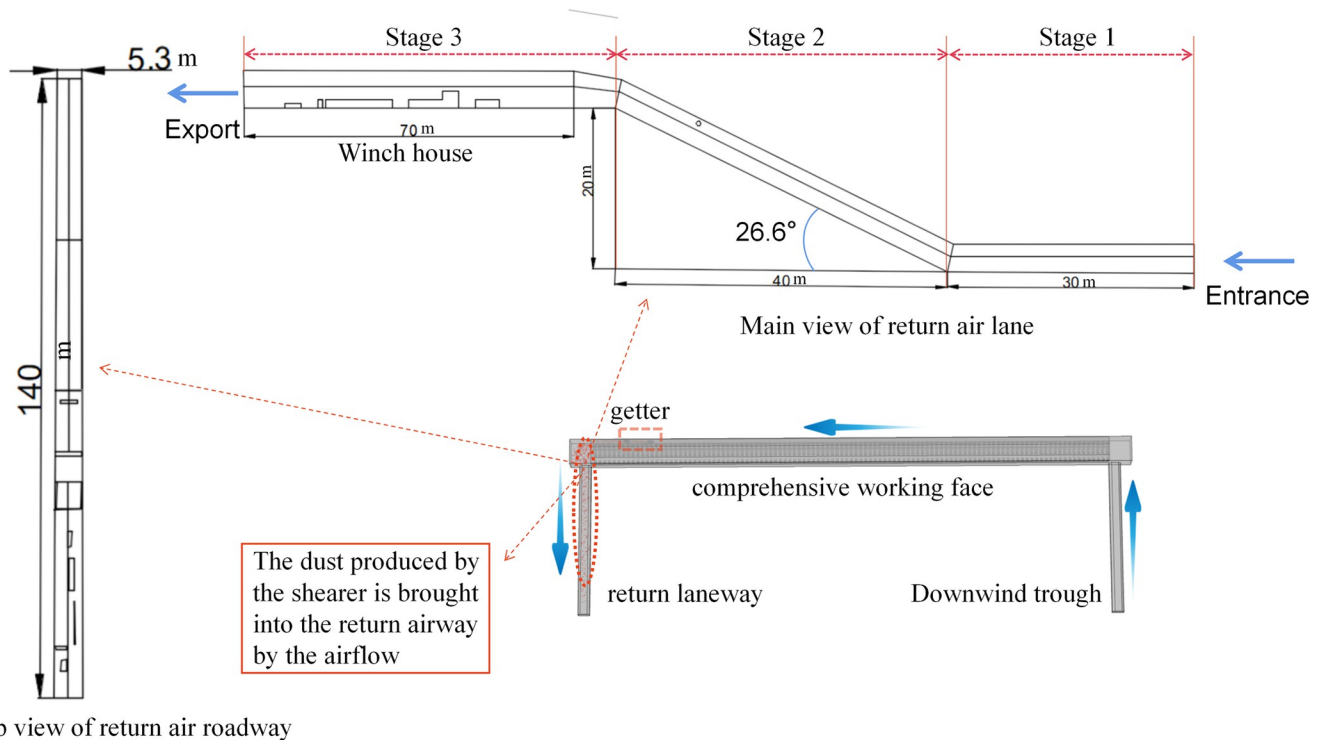 Stage 3
Stage 2
Stage 1
5.3 m
Export
70 m
Winch house
20 m
26.6°
40 m
30 m
Entrance
Main view of return air lane
140 m
getter
comprehensive working face
The dust produced by
the shearer is brought
into the return airway
by the airflow
return laneway
Downwind trough
view of return air roadway